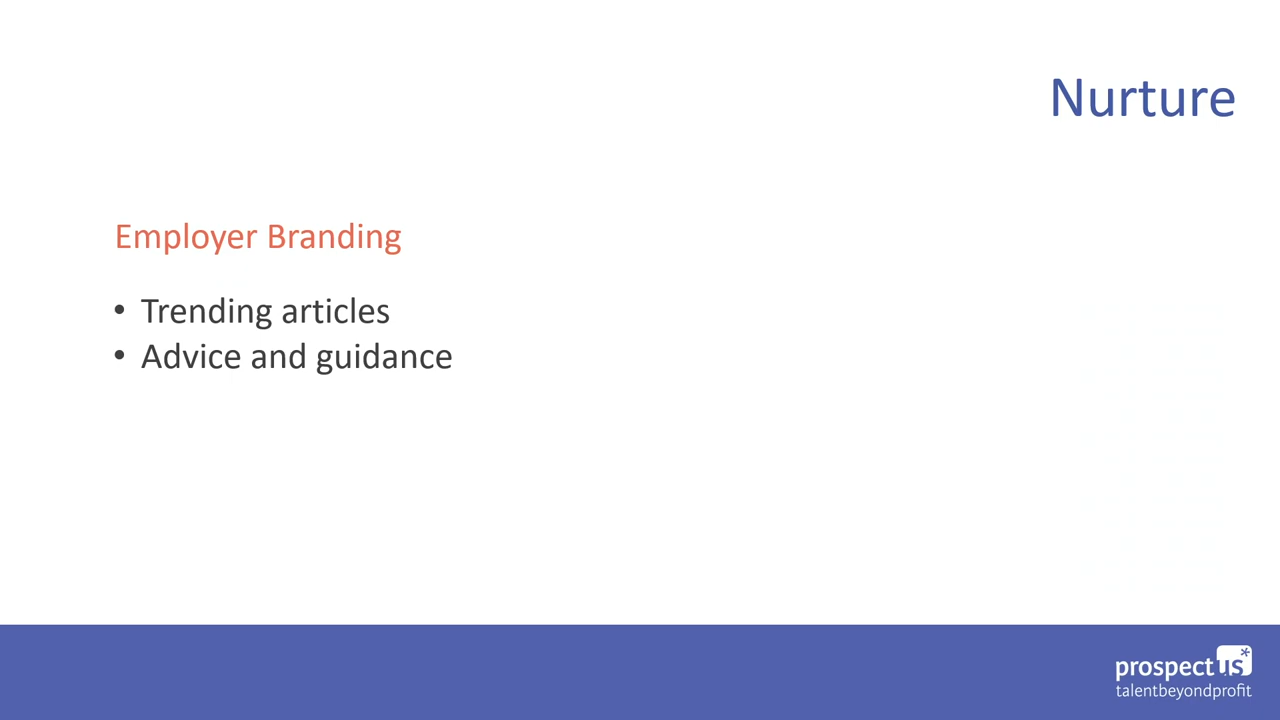 Nurture
Employer Branding
• Trending articles
• Advice and guidance
prospectus*
talentbeyondprofit